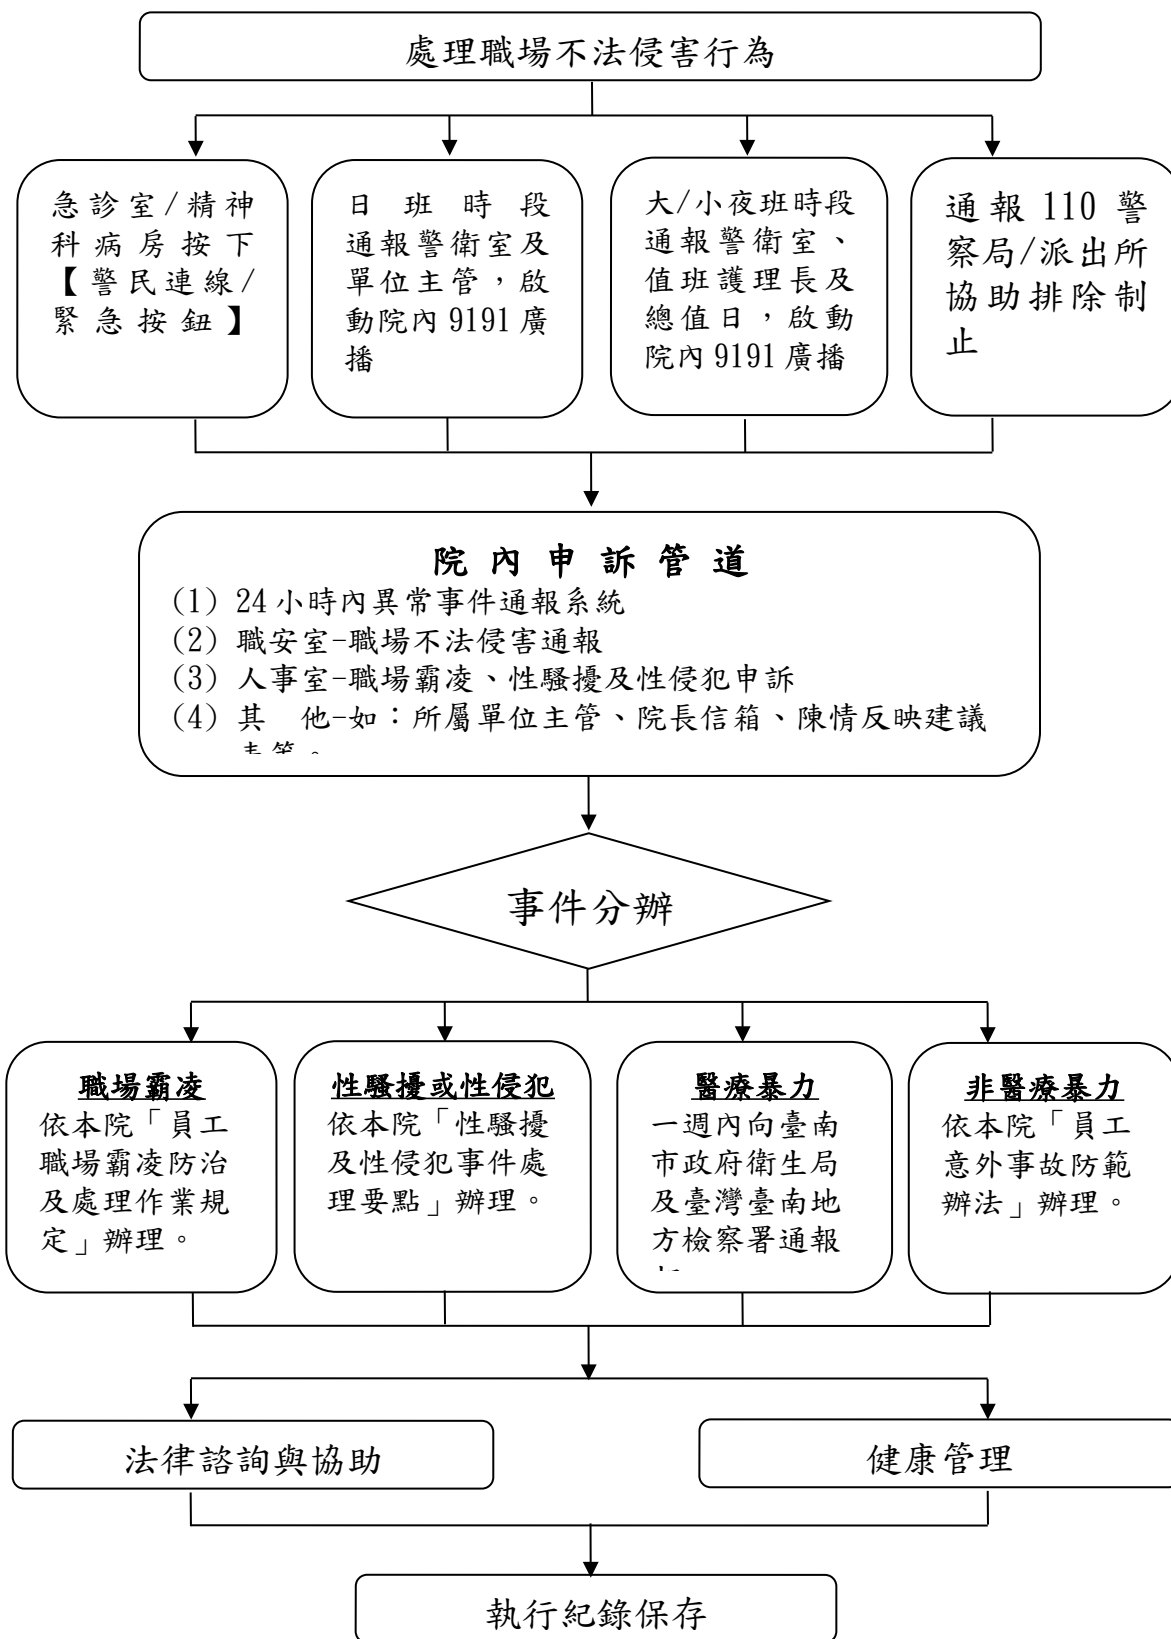 處理職場不法侵害行為
急診室/精神
科病房按下
【警民連線/
緊急按鈕】
日班時段
通報警衛室及
單位主管，啟
動院內 9191 廣
播
大/小夜班時段
通報警衛室、
值班護理長及
總值日，啟動
院內 9191 廣播
通報 110 警
察局/派出所
協助排除制
止
院內申訴管道
(1) 24 小時內異常事件通報系統
(2) 職安室-職場不法侵害通報
(3) 人事室-職場霸凌、性騷擾及性侵犯申訴
(4) 其　他-如：所屬單位主管、院長信箱、陳情反映建議
事件分辦
職場霸凌
依本院「員工
職場霸凌防治
及處理作業規
定」辦理。
性騷擾或性侵犯
依本院「性騷擾
及性侵犯事件處
理要點」辦理。
醫療暴力
一週內向臺南
市政府衛生局
及臺灣臺南地
方檢察署通報
非醫療暴力
依本院「員工
意外事故防範
辦法」辦理。
法律諮詢與協助
健康管理
執行紀錄保存